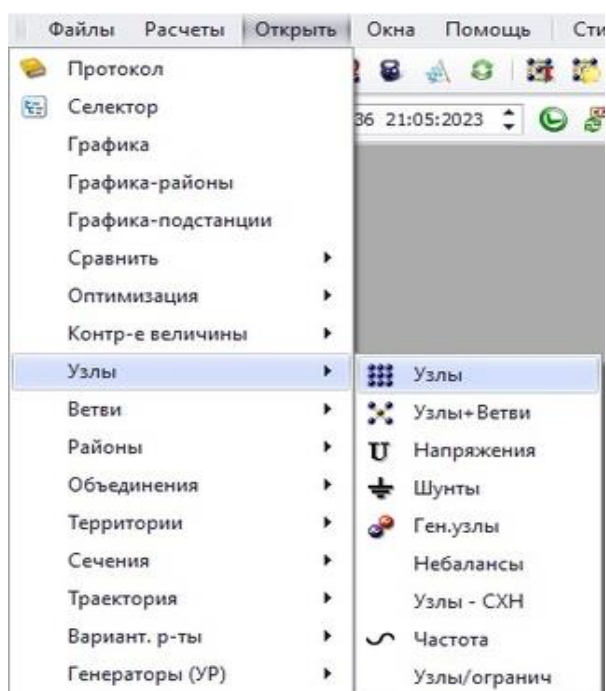 Файлы Расчеты Открыть Окна Помощь Сти
Протокол
Селектор
36 21:05:2023
Графика
Графика-районы
Графика-подстанции
Сравнить
Оптимизация
Контр-е величины
Узлы
Ветви
Районы
Объединения
Территории
Сечения
Траектория
Вариант. р-ты
Генераторы (УР)
Узлы
Узлы+Ветви
U Напряжения
Шунты
Ген.узлы
Небалансы
Узлы - СХН
Частота
Узлы/огранич